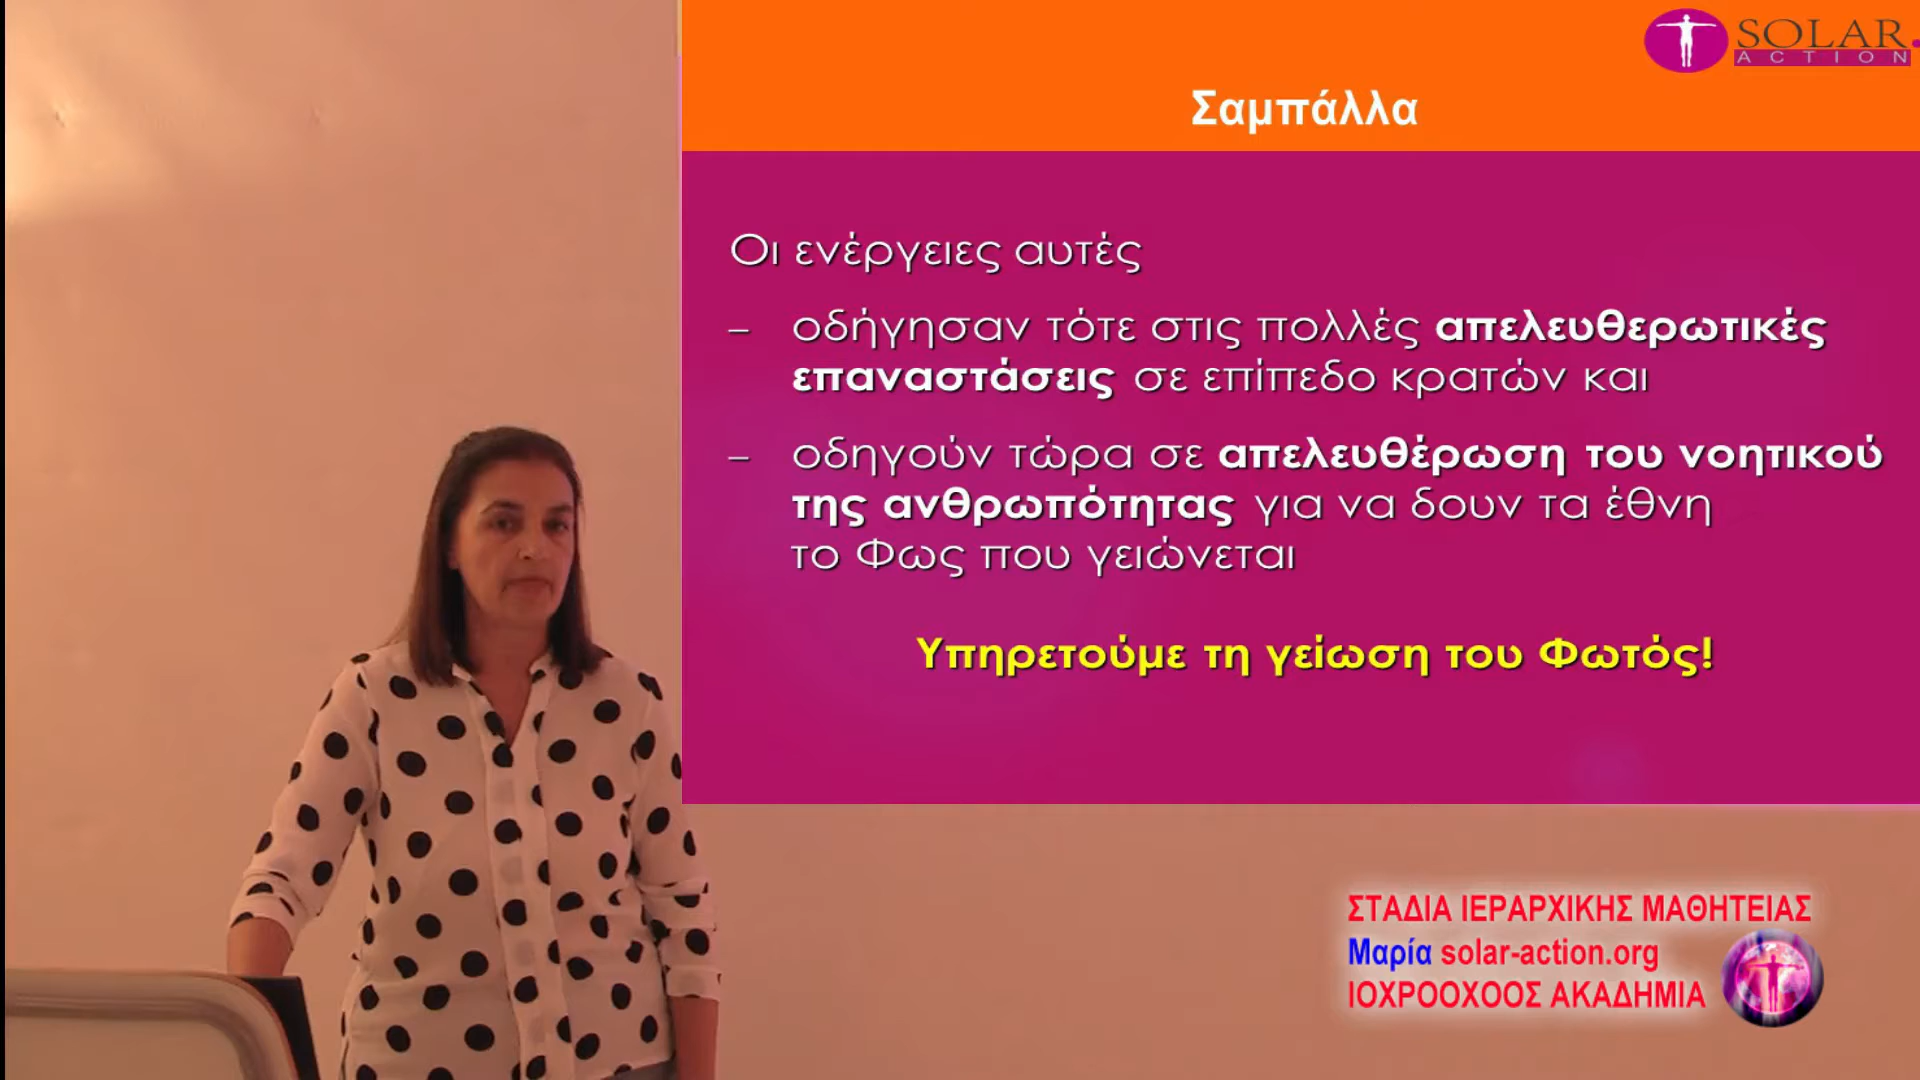 SOLAR
ACTION
Σαμπάλλα
Οι ενέργειες αυτές
– οδήγησαν τότε στις πολλές απελευθερωτικές
επαναστάσεις σε επίπεδο κρατών και
– οδηγούν τώρα σε απελευθέρωση του νοητικού
της ανθρωπότητας για να δουν τα έθνη
το Φως που γειώνεται
Υπηρετούμε τη γείωση του Φωτός!
ΣΤΑΔΙΑ ΙΕΡΑΡΧΙΚΗΣ ΜΑΘΗΤΕΙΑΣ
Μαρία solar-action.org
ΙΟΧΡΟΟΧΟΟΣ ΑΚΑΔΗΜΙΑ